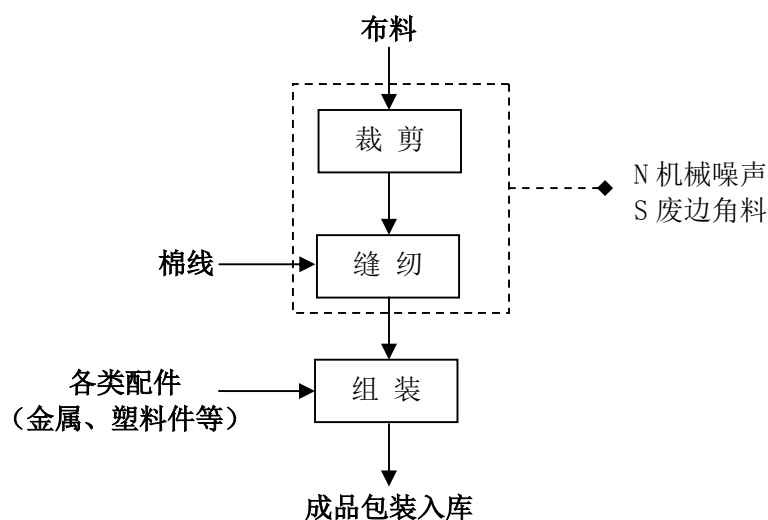 布料
裁 剪
N 机械噪声
S 废边角料
棉线
缝 纫
各类配件
（金属、塑料件等）
组 装
成品包装入库